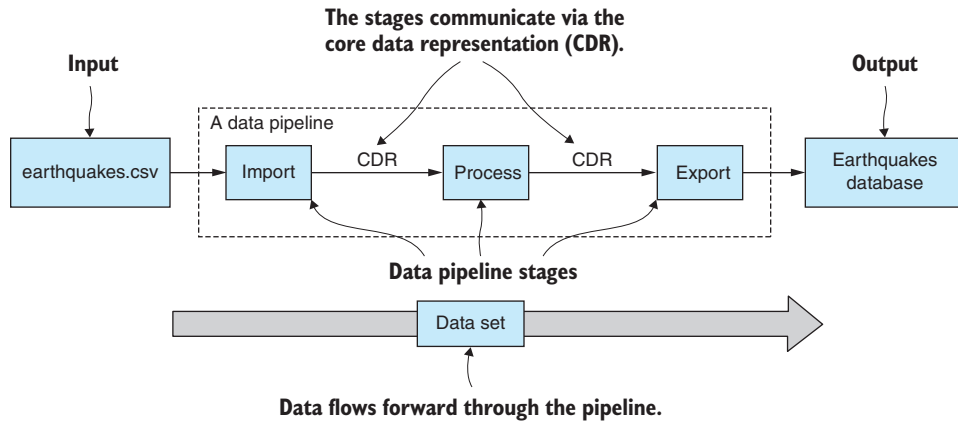 The stages communicate via the
core data representation (CDR).
Input
Output
A data pipeline
earthquakes.csv
Import
CDR
Process
CDR
Export
Earthquakes
database
Data pipeline stages
Data set
Data flows forward through the pipeline.